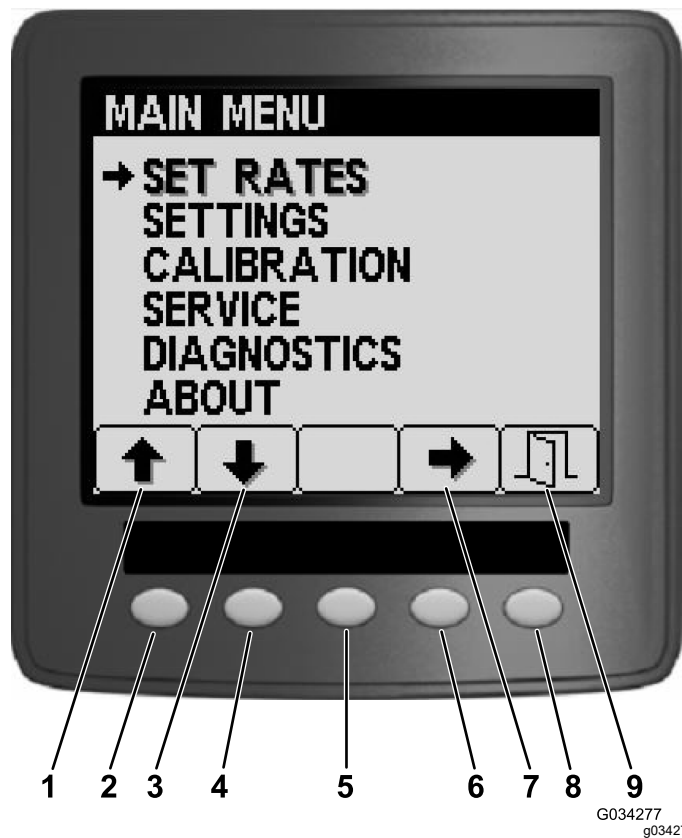 MAIN MENU
SET RATES
SETTINGS
CALIBRATION
SERVICE
DIAGNOSTICS
ABOUT
1 2 3 4 5 6 7 8 9
G034277